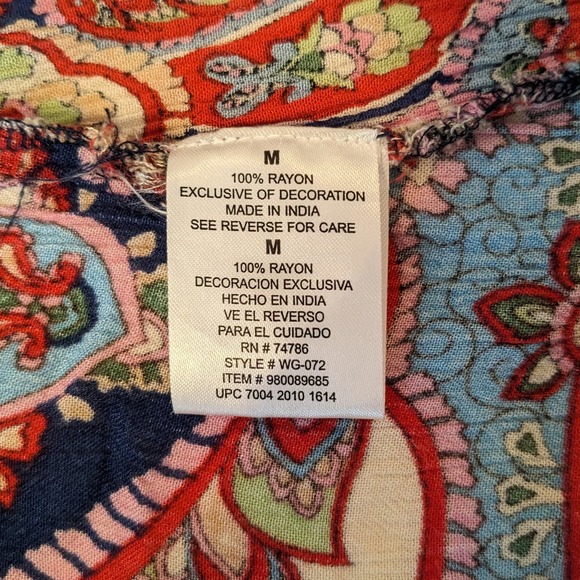 M
100% RAYON
EXCLUSIVE OF DECORATION
MADE IN INDIA
SEE REVERSE FOR CARE
M
100% RAYON
DECORACION EXCLUSIVA
HECHO EN INDIA
VE EL REVERSO
PARA EL CUIDADO
RN # 74786
STYLE # WG-072
ITEM # 980089685
UPC 7004 2010 1614